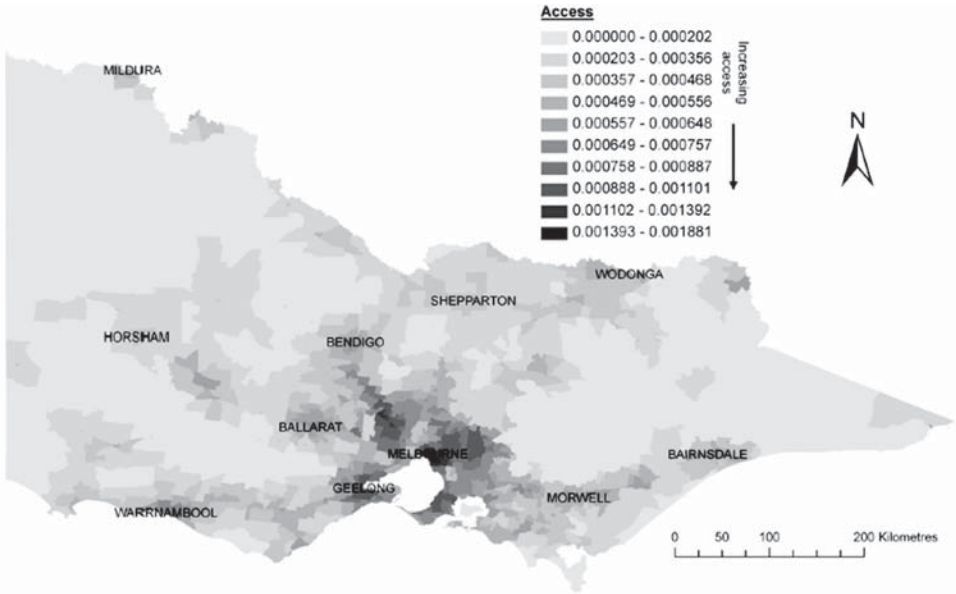 Access
0.000000 - 0.000202
0.000203 - 0.000356
0.000357 - 0.000468
0.000469 - 0.000556
0.000557 - 0.000648
0.000649 - 0.000757
0.000758 - 0.000887
0.000888 - 0.001101
0.001102 - 0.001392
0.001393 - 0.001881
Increasing
access
N
MILDURA
WODONGA
SHEPPARTON
HORSHAM
BENDIGO
BALLARAT
MELBOURNE
BAIRNSDALE
GEELONG
MORWELL
WARRNAMBOOL
0 50 100 200 Kilometres